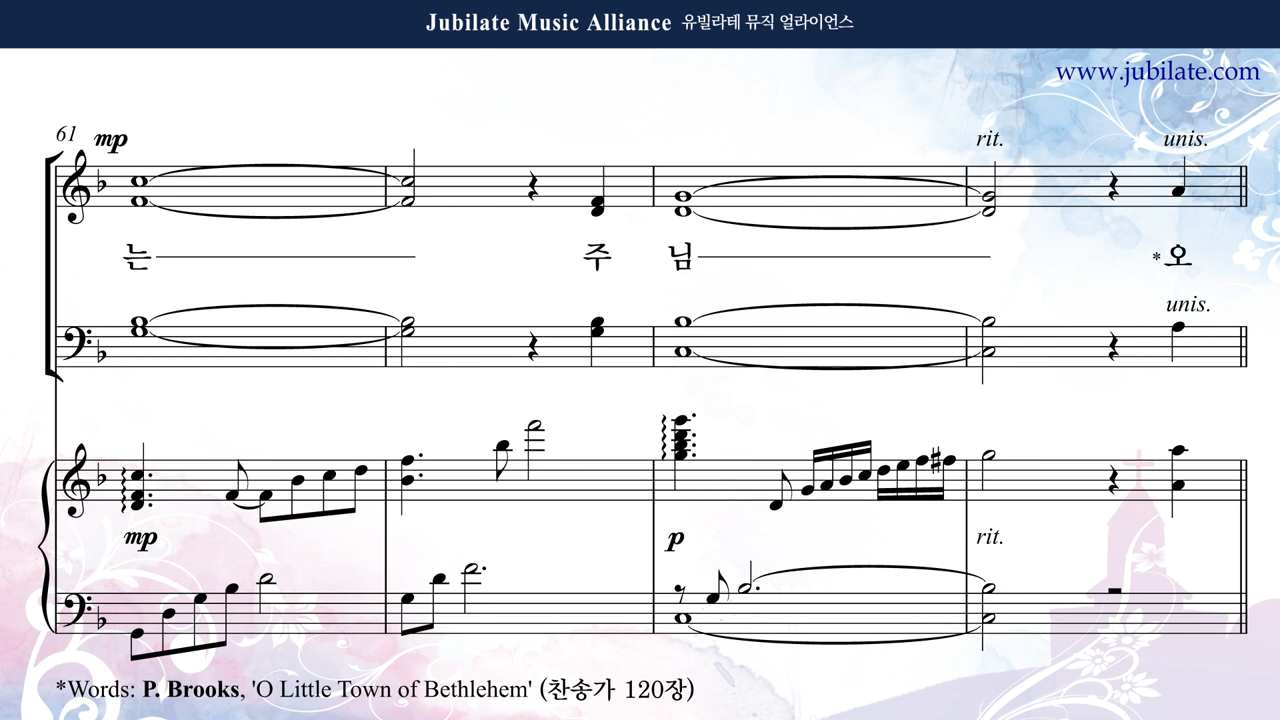 Jubilate Music Alliance 유빌라테 뮤직 얼라이언스
www.jubilate.com
61 mp rit. unis.
는 주 님 *오
unis.
mp p rit.
*Words: P. Brooks, 'O Little Town of Bethlehem' (찬송가 120장)